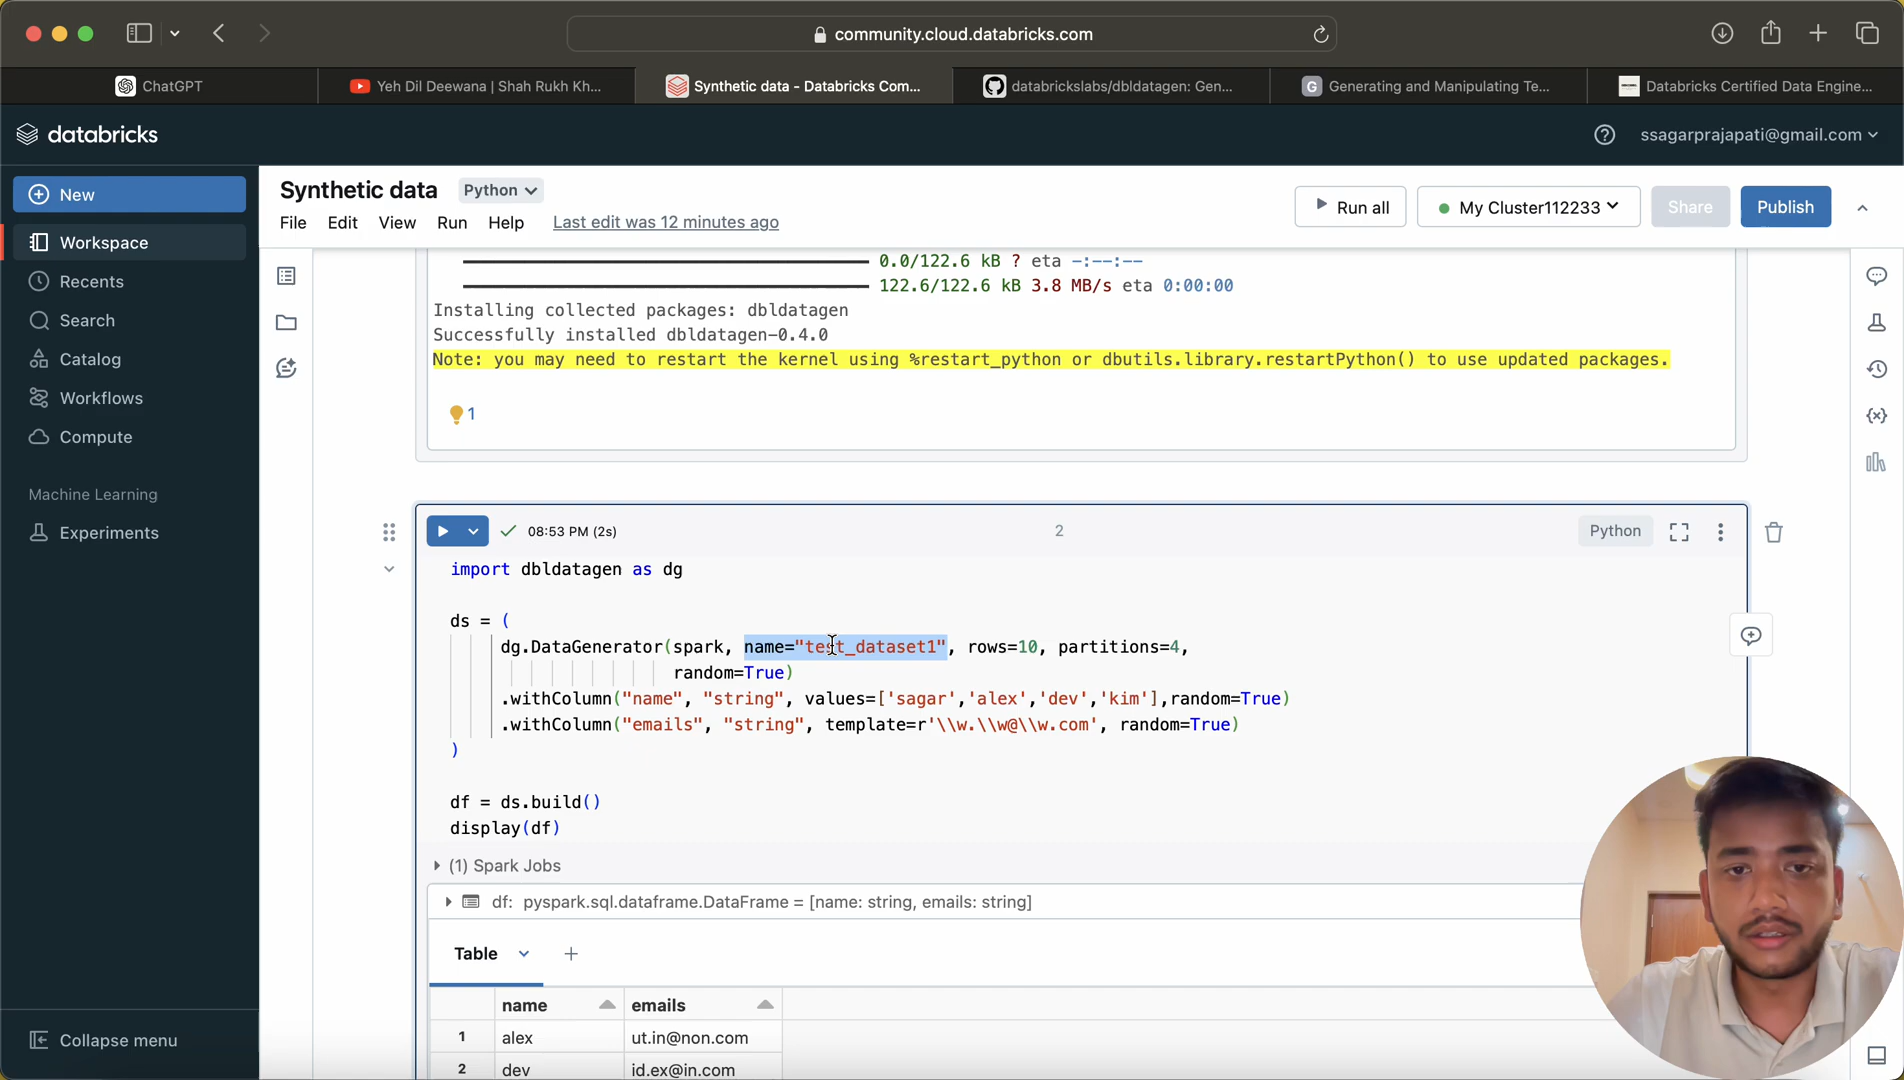 community.cloud.databricks.com
ChatGPT
Yeh Dil Deewana | Shah Rukh Kh...
Synthetic data - Databricks Com...
databrickslabs/dbldatagen: Gen...
G
Generating and Manipulating Te...
Databricks Certified Data Engine...
databricks
ssagarprajapati@gmail.com
New
Workspace
Recents
Search
Catalog
Workflows
Compute
Machine Learning
Experiments
Collapse menu
Synthetic data
Python
File Edit View Run Help Last edit was 12 minutes ago
Run all
My Cluster112233
Share
Publish
0.0/122.6 kB ? eta -:--:--
122.6/122.6 kB 3.8 MB/s eta 0:00:00
Installing collected packages: dbldatagen
Successfully installed dbldatagen-0.4.0
Note: you may need to restart the kernel using %restart_python or dbutils.library.restartPython() to use updated packages.
1
08:53 PM (2s)
2
Python
import dbldatagen as dg
ds = (
dg.DataGenerator(spark, name="test_dataset1", rows=10, partitions=4,
random=True)
.withColumn("name", "string", values=['sagar','alex','dev','kim'],random=True)
.withColumn("emails", "string", template=r'\\w.\\w@\\w.com', random=True)
)
df = ds.build()
display(df)
(1) Spark Jobs
df: pyspark.sql.dataframe.DataFrame = [name: string, emails: string]
Table
name emails
1 alex ut.in@non.com
2 dev id.ex@in.com